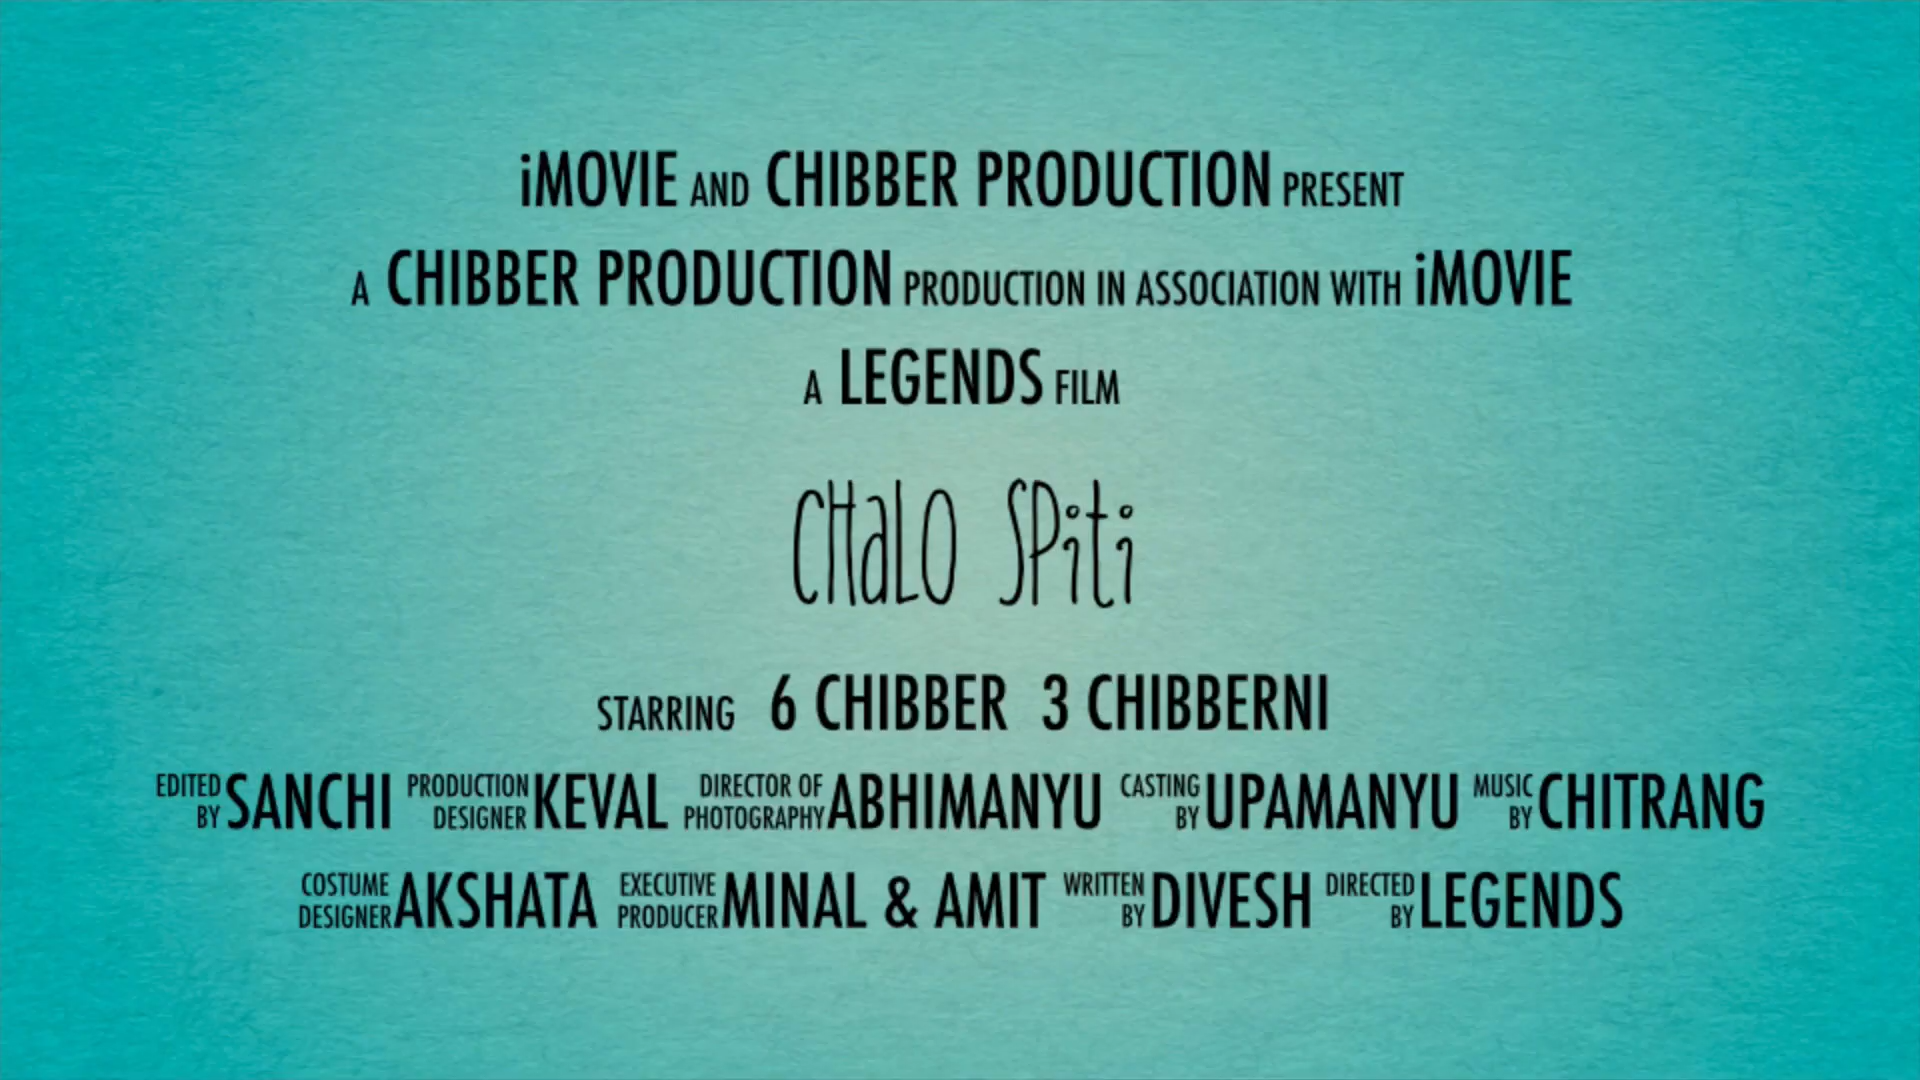 iMOVIE AND CHIBBER PRODUCTION PRESENT
A CHIBBER PRODUCTION PRODUCTION IN ASSOCIATION WITH iMOVIE
A LEGENDS FILM
CHaLO SPiti
STARRING 6 CHIBBER 3 CHIBBERNI
EDITED BY SANCHI PRODUCTION DESIGNER KEVAL DIRECTOR OF PHOTOGRAPHY ABHIMANYU CASTING BY UPAMANYU MUSIC BY CHITRANG
COSTUME DESIGNER AKSHATA EXECUTIVE PRODUCER MINAL & AMIT WRITTEN BY DIVESH DIRECTED BY LEGENDS